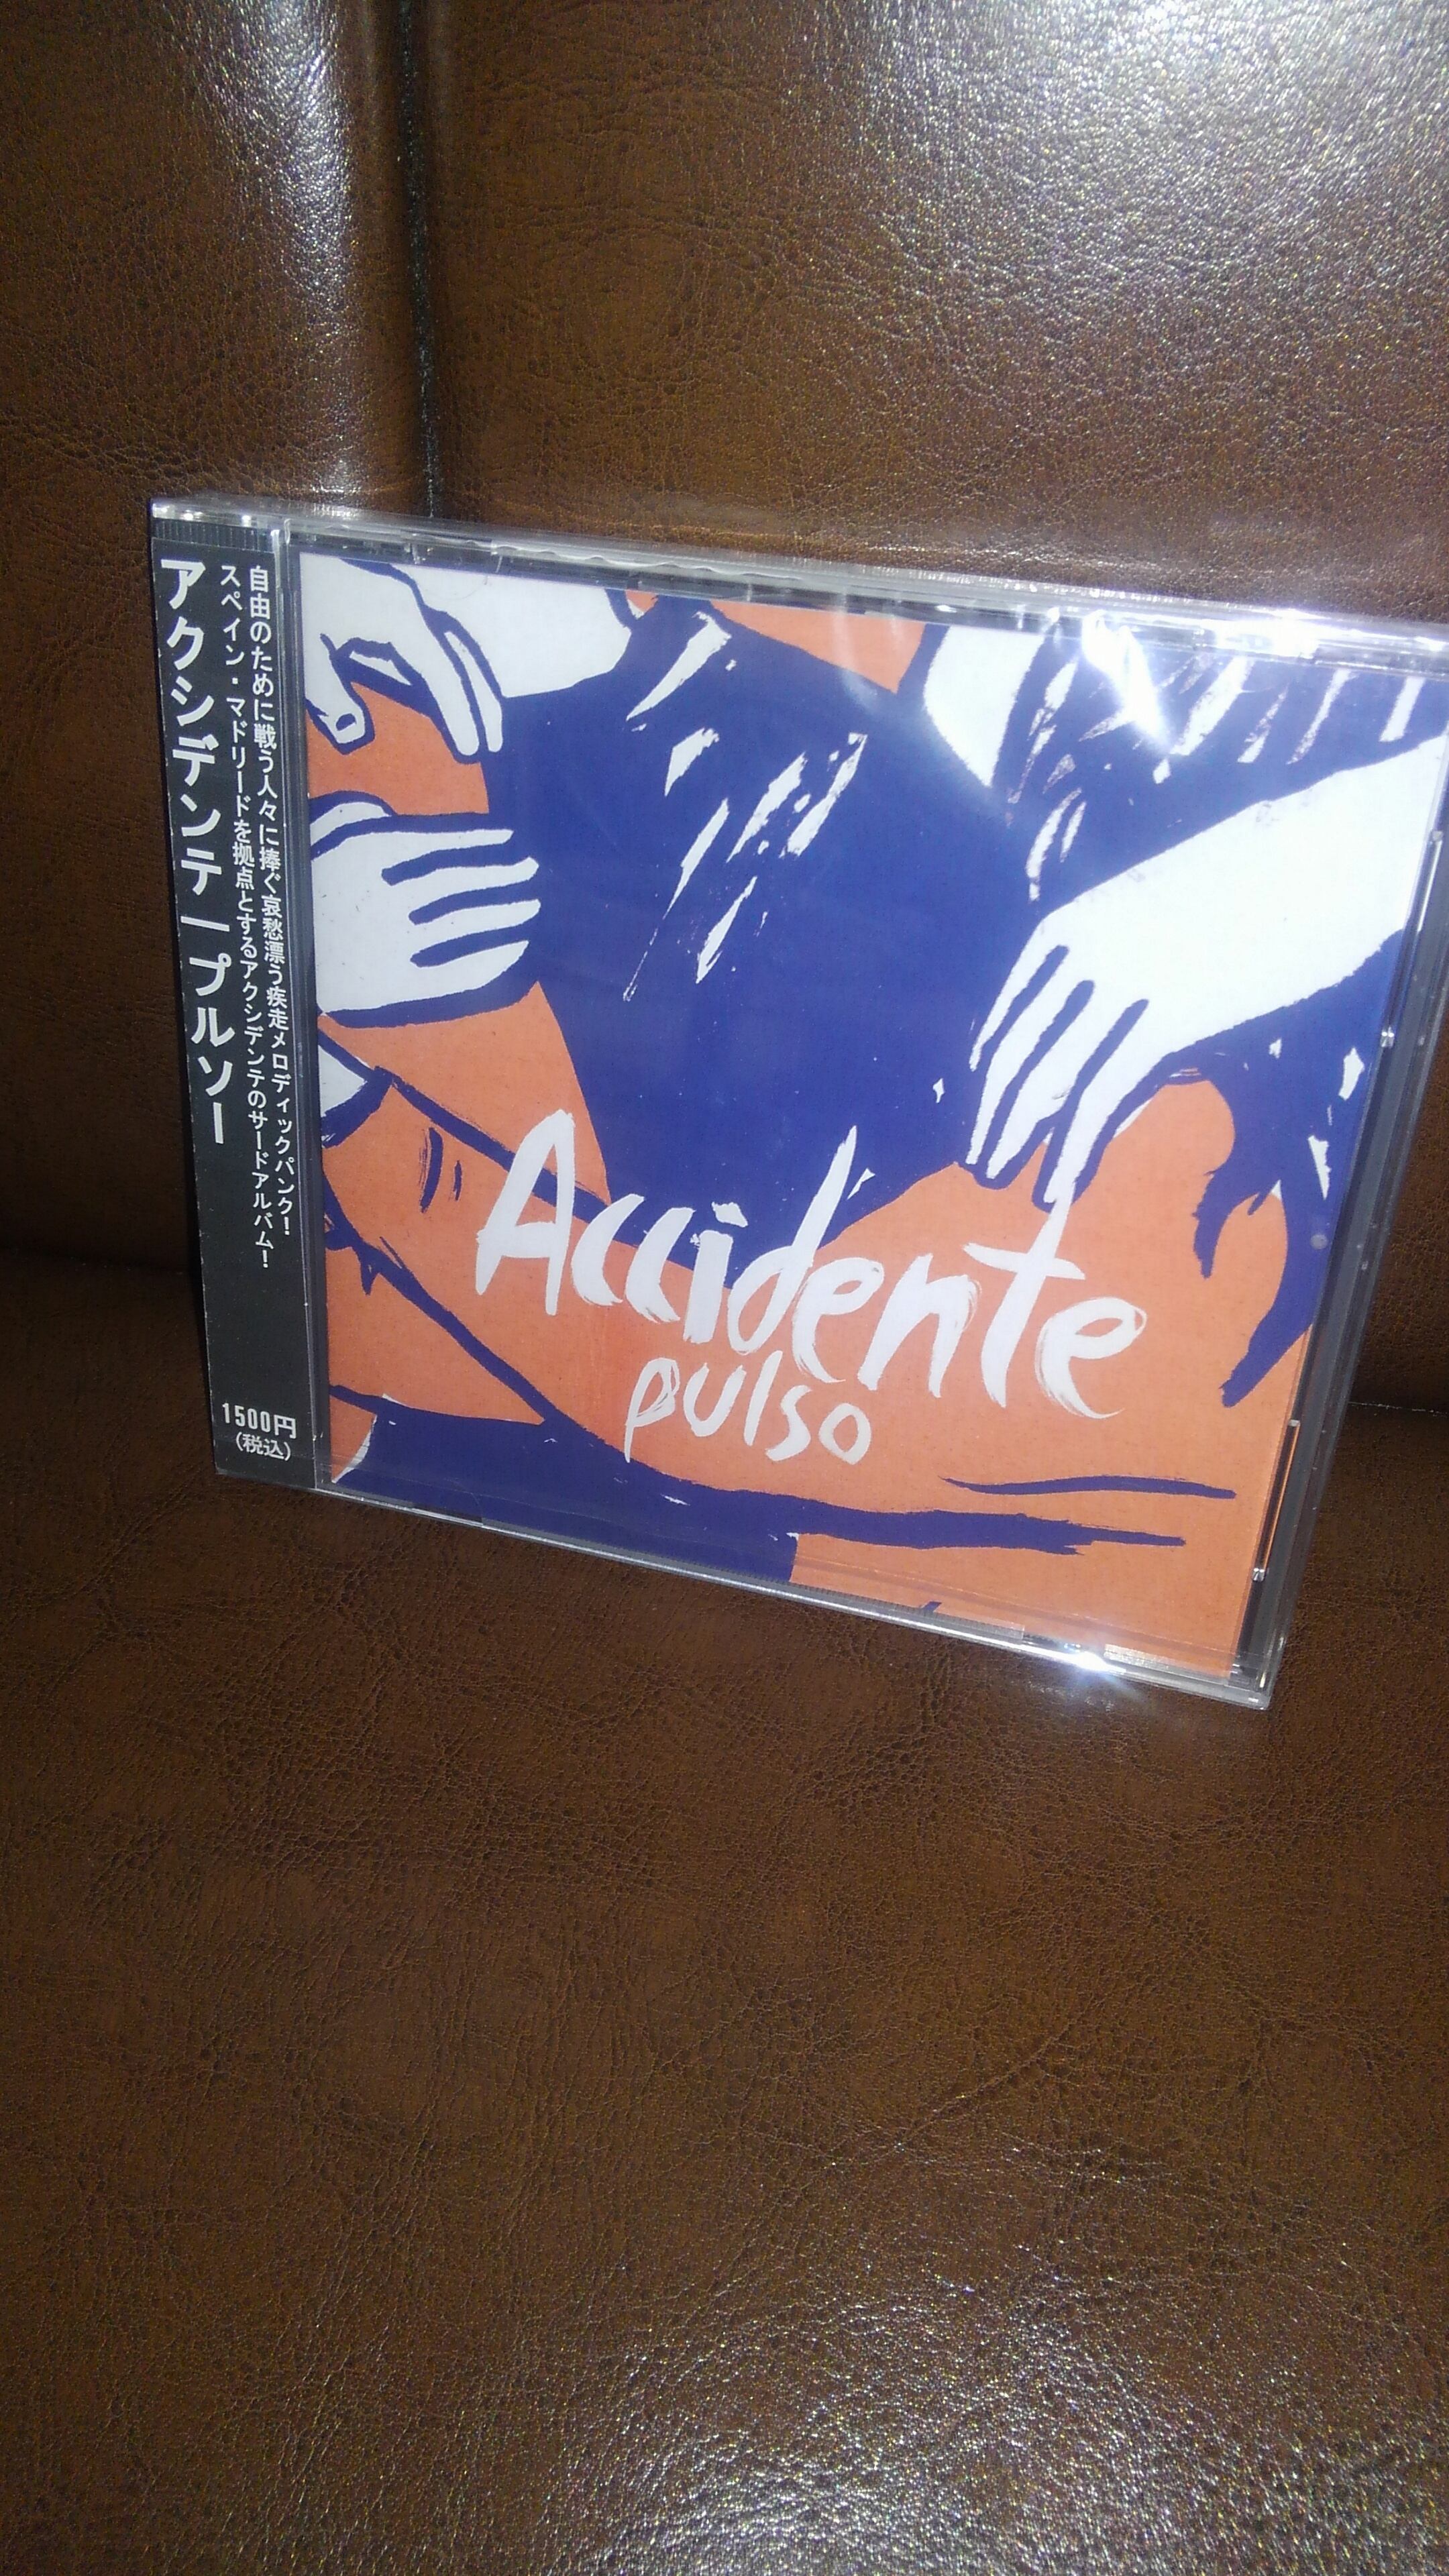 自由のために戦う人々に捧ぐ哀愁漂う疾走メロディックパンク!
スペイン・マドリードを拠点とするアクシデンテのサードアルバム!
アクシデンテ ー プルソー
1500円
(税込)
Accidente
pulso